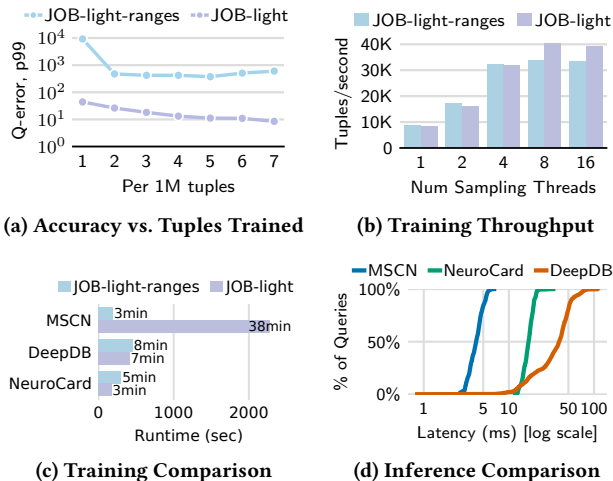 JOB-light-ranges JOB-light
Q-error, p99
10^4
10^3
10^2
10^1
10^0
1 2 3 4 5 6 7
Per 1M tuples
(a) Accuracy vs. Tuples Trained
JOB-light-ranges JOB-light
Tuples/second
40K
30K
20K
10K
0
1 2 4 8 16
Num Sampling Threads
(b) Training Throughput
JOB-light-ranges JOB-light
MSCN
3min
38min
DeepDB
8min
7min
NeuroCard
5min
3min
0 1000 2000
Runtime (sec)
(c) Training Comparison
MSCN NeuroCard DeepDB
% of Queries
100%
50%
0%
1 5 10 50 100
Latency (ms) [log scale]
(d) Inference Comparison